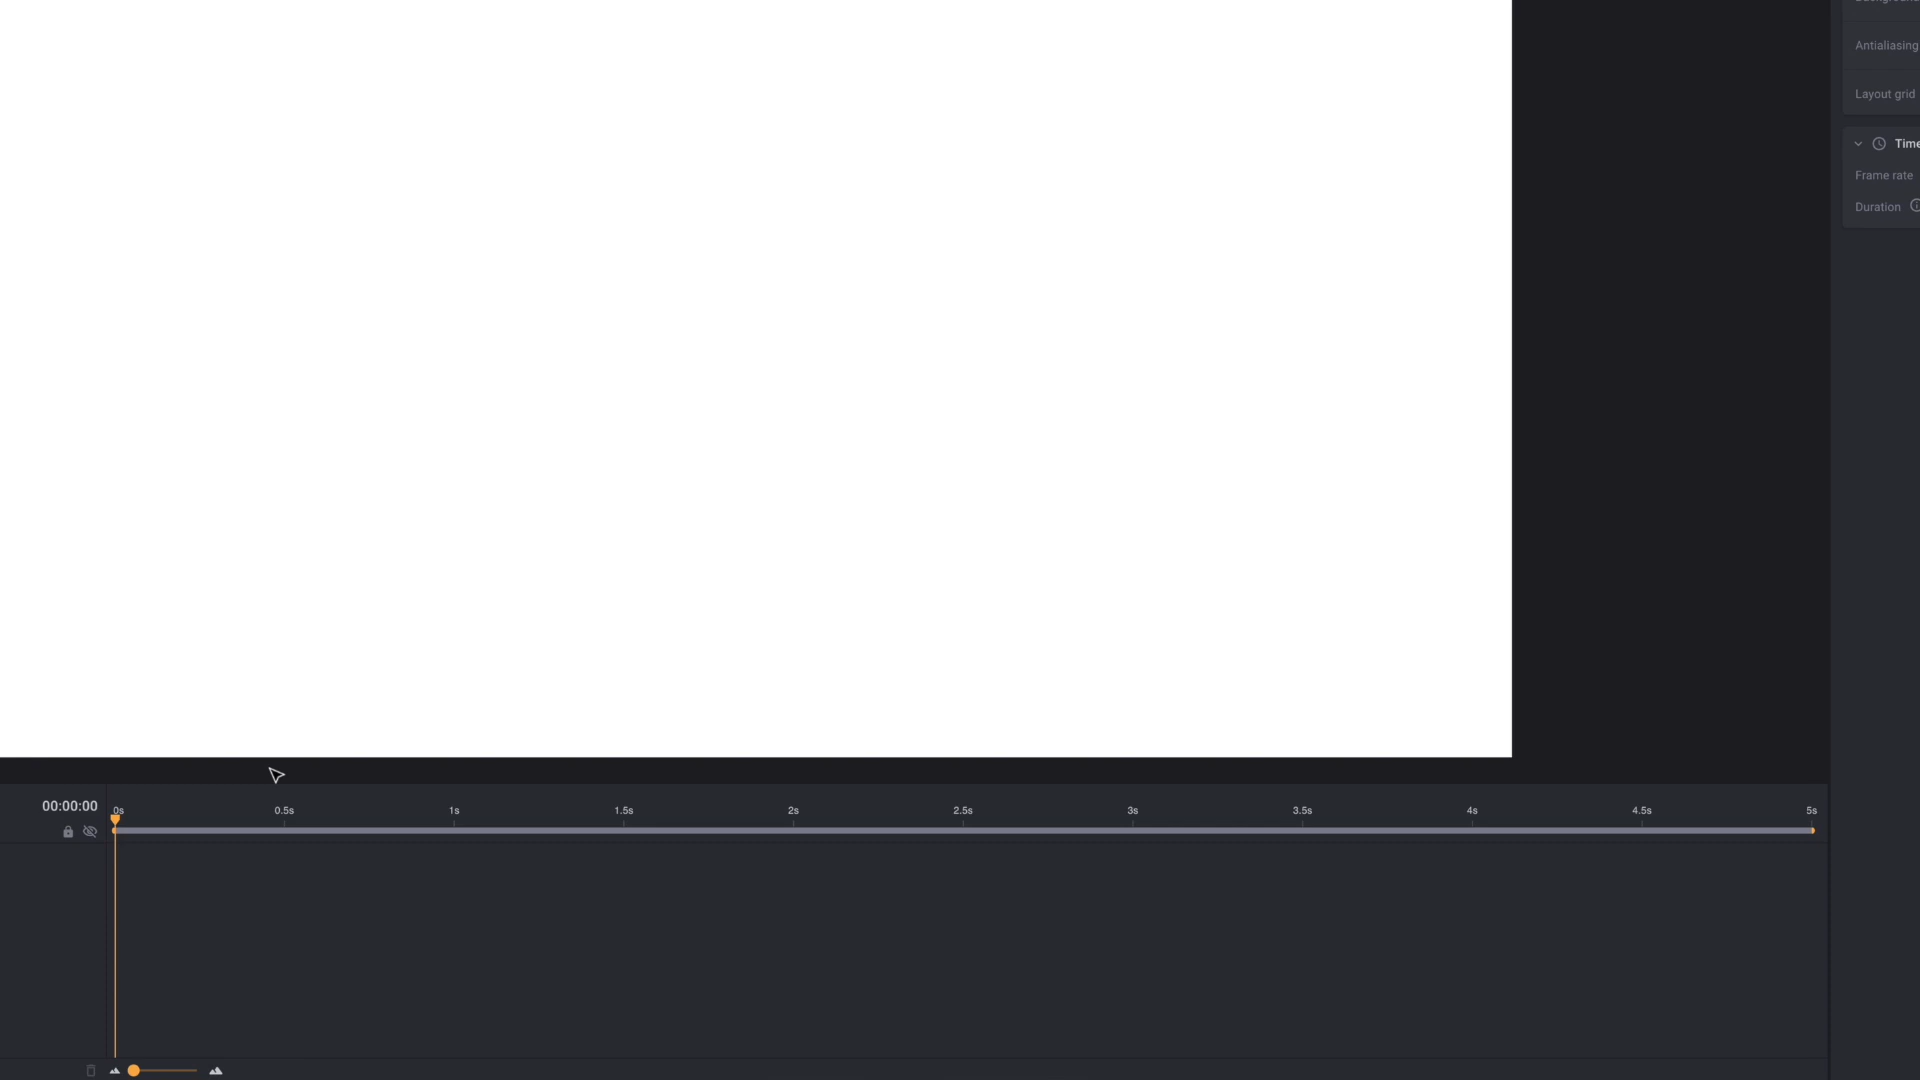 Antialiasing
Layout grid
Time
Frame rate
Duration
00:00:00
0s 0.5s 1s 1.5s 2s 2.5s 3s 3.5s 4s 4.5s 5s